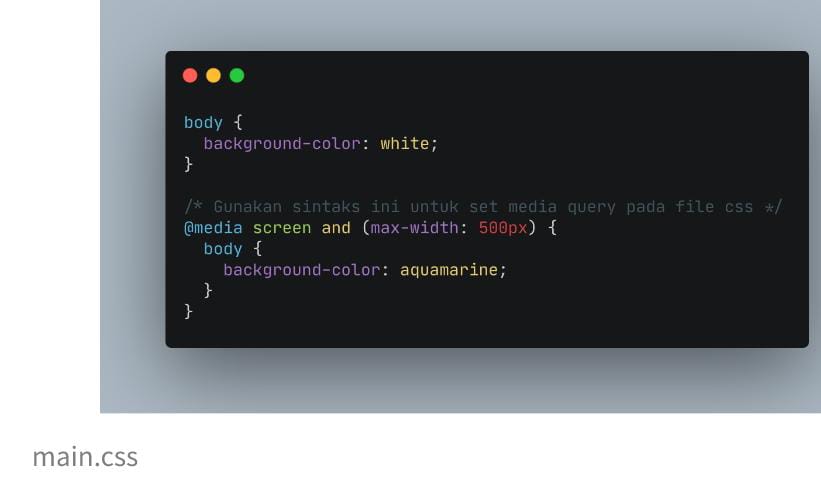 body {
  background-color: white;
}
/* Gunakan sintaks ini untuk set media query pada file css */
@media screen and (max-width: 500px) {
  body {
    background-color: aquamarine;
  }
}
main.css